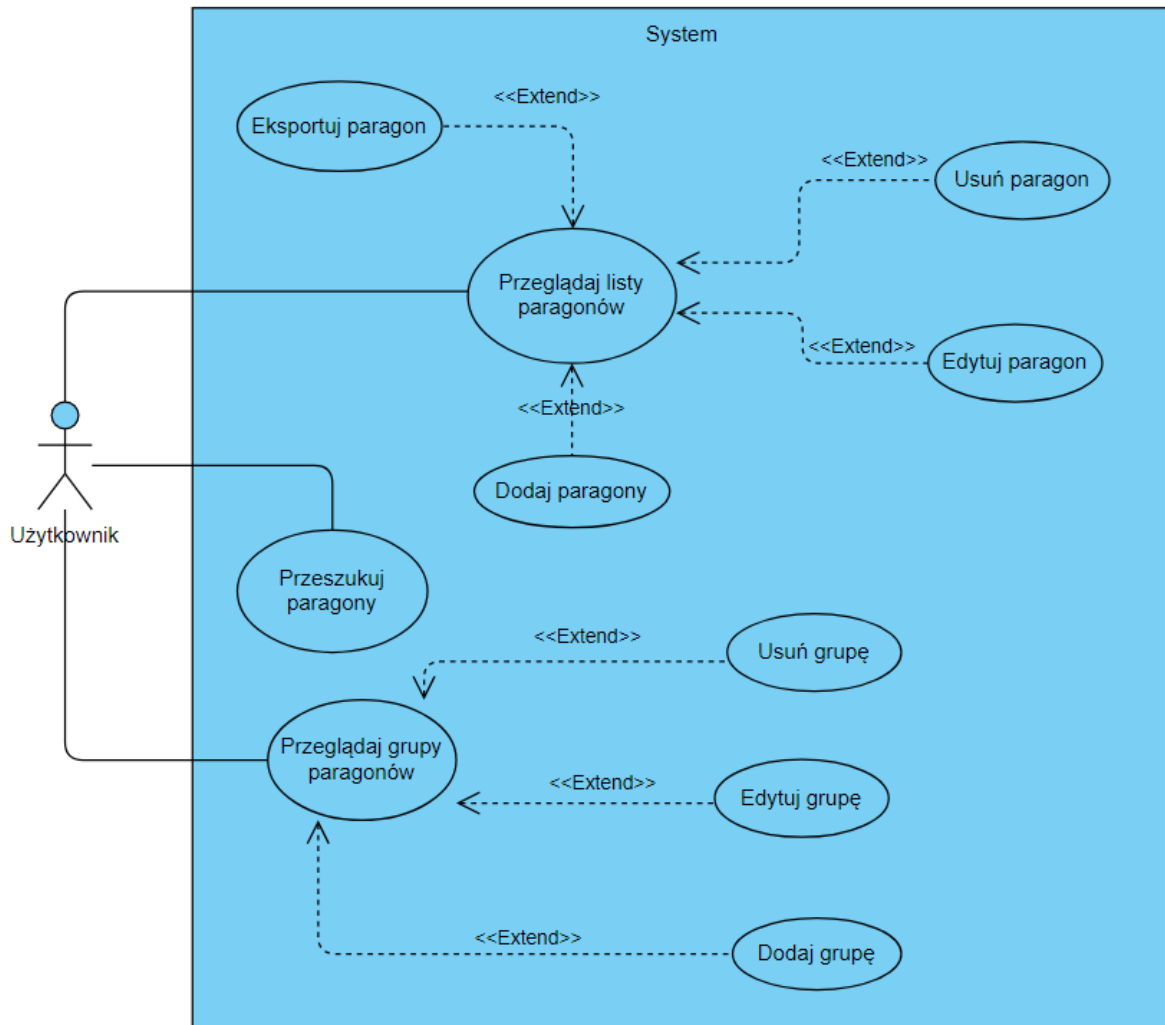 System
<<Extend>>
Eksportuj paragon
<<Extend>>
Usuń paragon
Przeglądaj listy
paragonów
<<Extend>>
Edytuj paragon
<<Extend>>
Dodaj paragony
Użytkownik
Przeszukuj
paragony
<<Extend>>
Usuń grupę
Przeglądaj grupy
paragonów
<<Extend>>
Edytuj grupę
<<Extend>>
Dodaj grupę